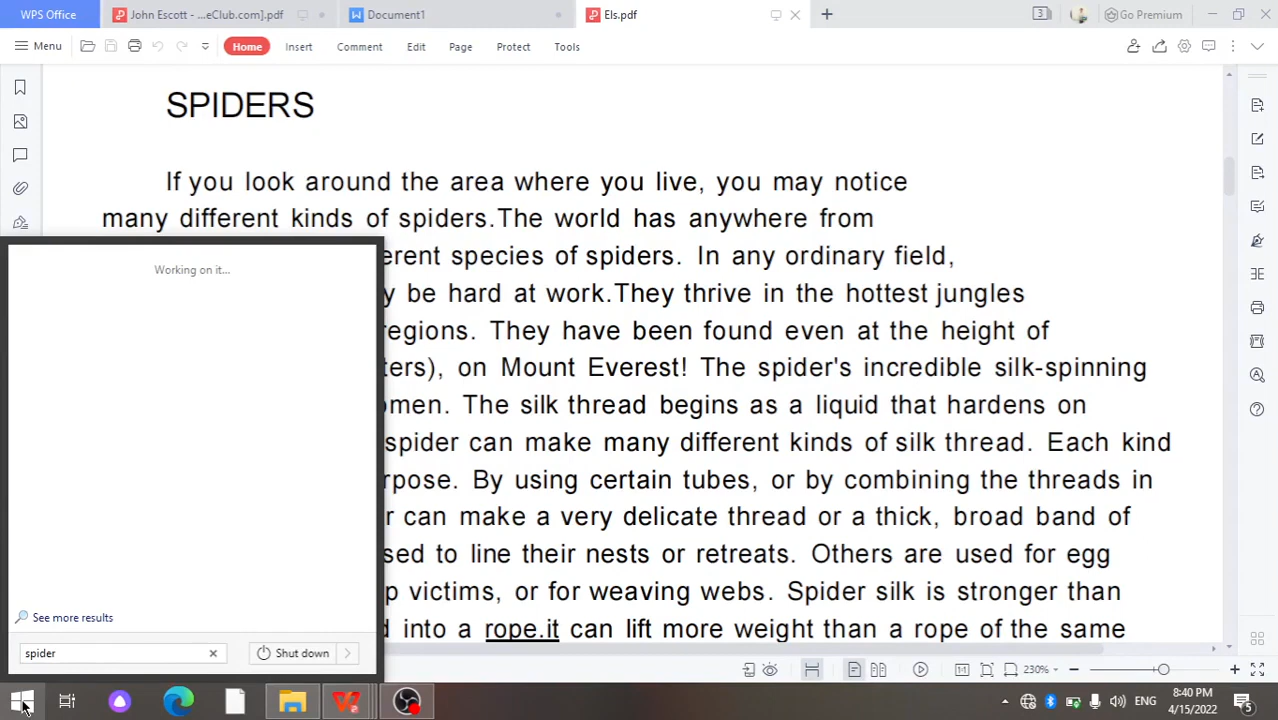 WPS Office
John Escott - ...eClub.com].pdf
Document1
Els.pdf
3
Go Premium
Menu
Home
Insert
Comment
Edit
Page
Protect
Tools
SPIDERS
If you look around the area where you live, you may notice
many different kinds of spiders.The world has anywhere from
erent species of spiders. In any ordinary field,
y be hard at work.They thrive in the hottest jungles
regions. They have been found even at the height of
ters), on Mount Everest! The spider's incredible silk-spinning
omen. The silk thread begins as a liquid that hardens on
spider can make many different kinds of silk thread. Each kind
rpose. By using certain tubes, or by combining the threads in
r can make a very delicate thread or a thick, broad band of
sed to line their nests or retreats. Others are used for egg
p victims, or for weaving webs. Spider silk is stronger than
d into a rope.it can lift more weight than a rope of the same
Working on it...
See more results
spider
Shut down
230%
ENG
8:40 PM
4/15/2022
5